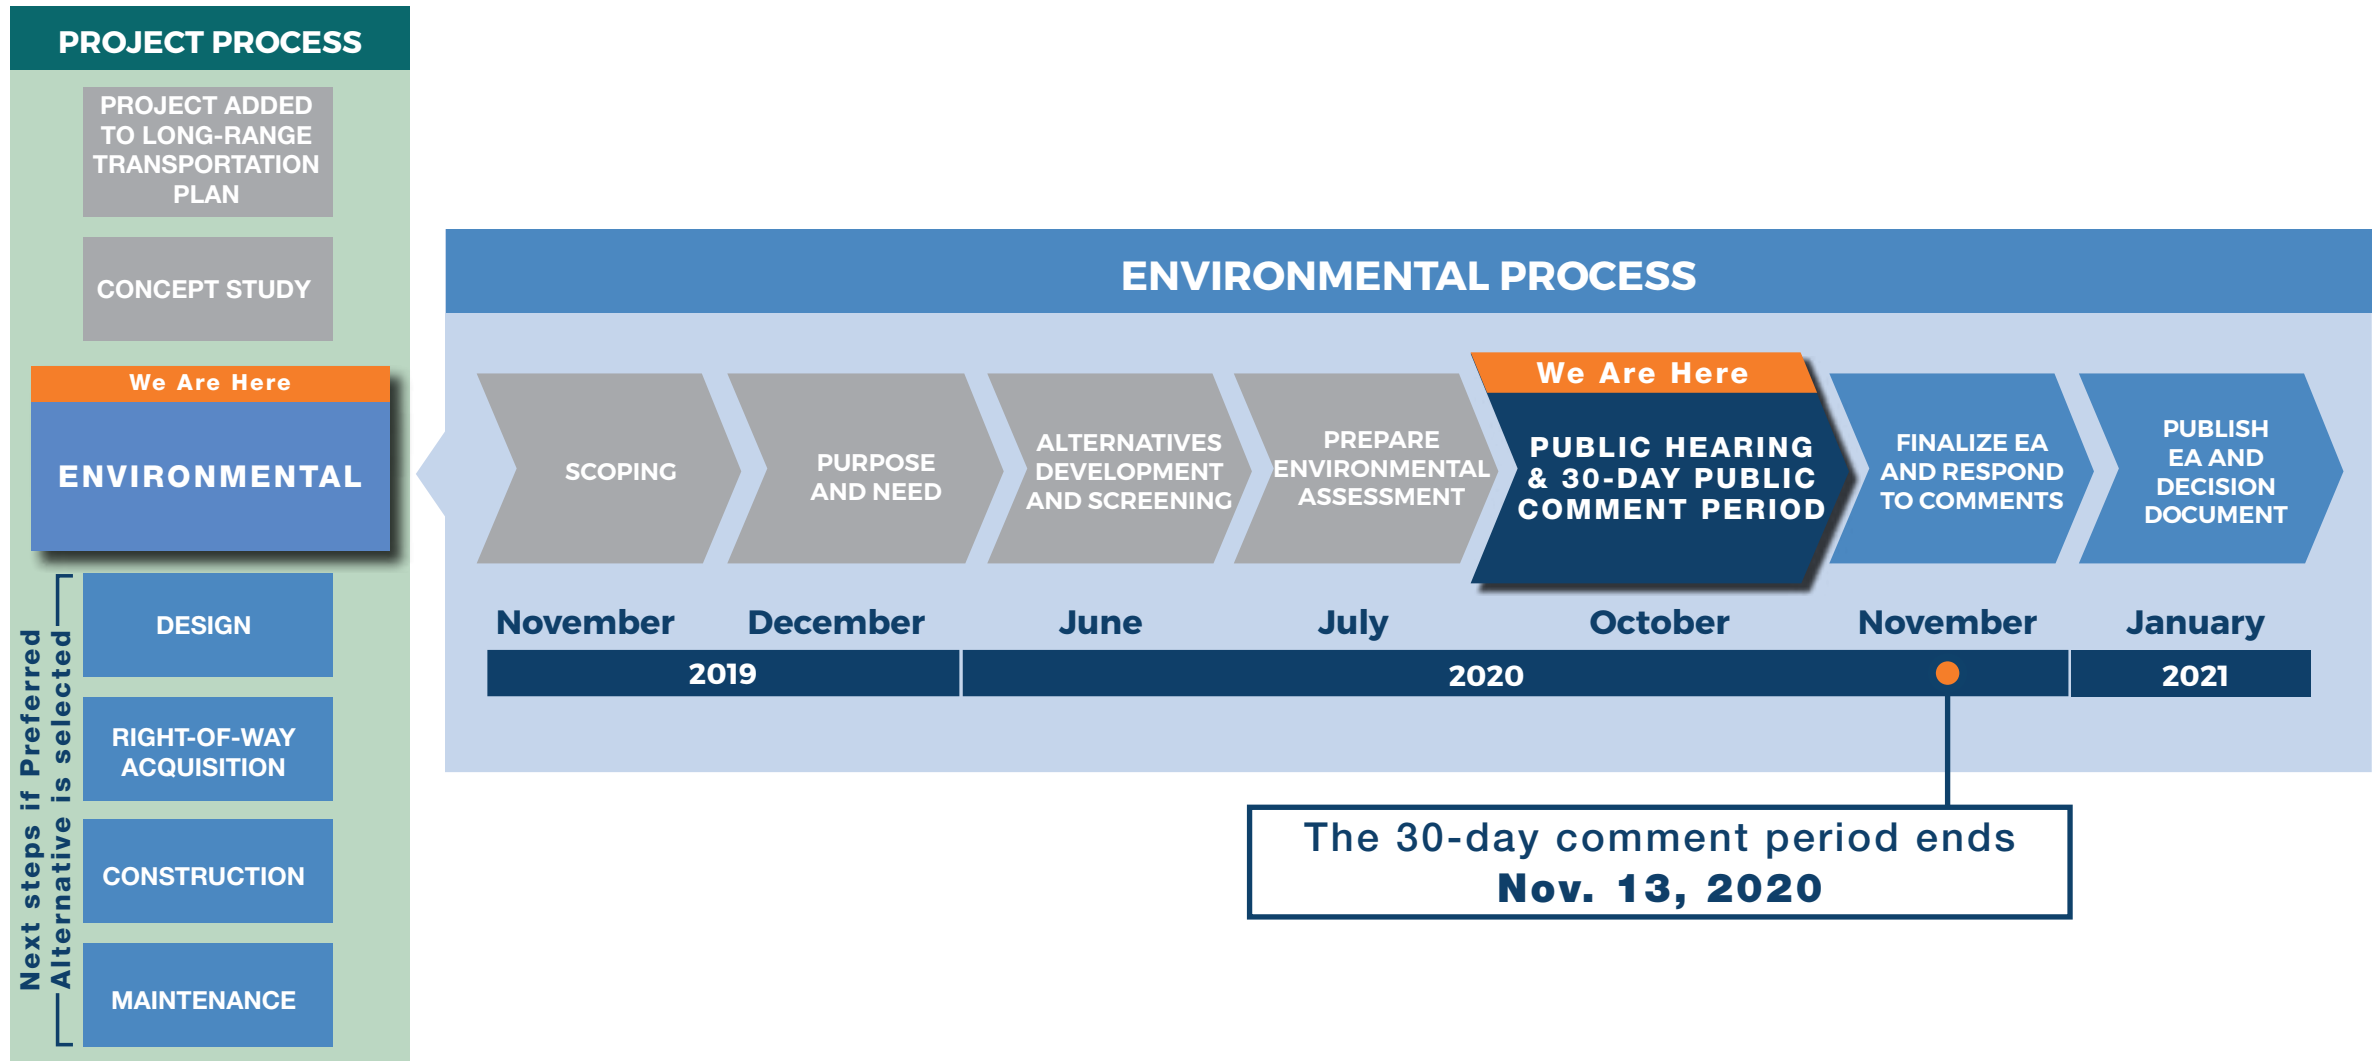 PROJECT PROCESS
PROJECT ADDED
TO LONG-RANGE
TRANSPORTATION
PLAN
CONCEPT STUDY
We Are Here
ENVIRONMENTAL
Next steps if Preferred
Alternative is selected
DESIGN
RIGHT-OF-WAY
ACQUISITION
CONSTRUCTION
MAINTENANCE
ENVIRONMENTAL PROCESS
SCOPING
PURPOSE
AND NEED
ALTERNATIVES
DEVELOPMENT
AND SCREENING
PREPARE
ENVIRONMENTAL
ASSESSMENT
We Are Here
PUBLIC HEARING
& 30-DAY PUBLIC
COMMENT PERIOD
FINALIZE EA
AND RESPOND
TO COMMENTS
PUBLISH
EA AND
DECISION
DOCUMENT
November December June July October November January
2019 2020 2021
The 30-day comment period ends
Nov. 13, 2020